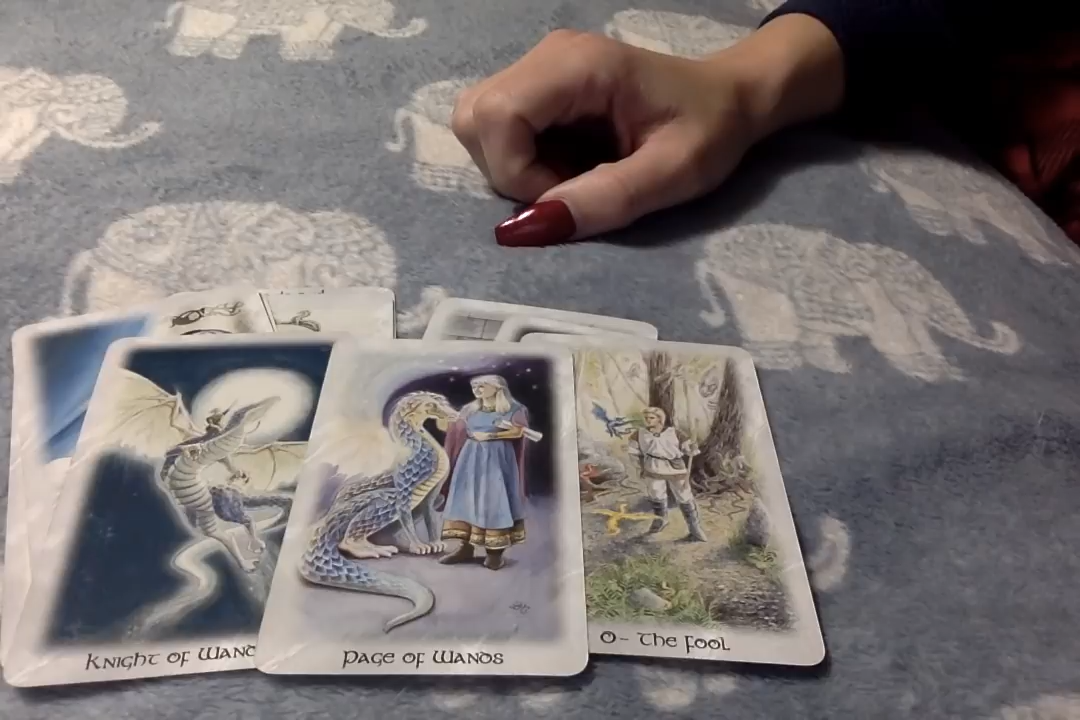 Knight of Wand
Page of Wands
0- The Fool